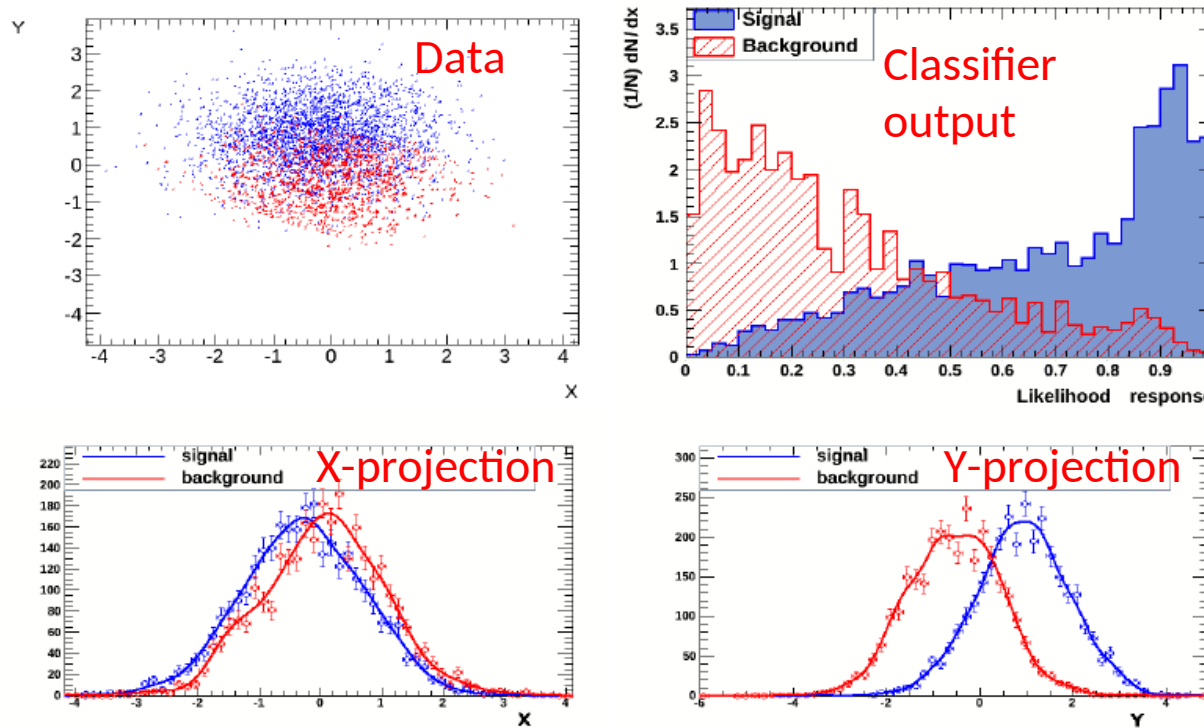 Y
Data
3
2
1
0
-1
-2
-3
-4
-4 -3 -2 -1 0 1 2 3 4
X
(1/N) dN/dx
Signal
Background
Classifier
output
3.5
3
2.5
2
1.5
1
0.5
0
0 0.1 0.2 0.3 0.4 0.5 0.6 0.7 0.8 0.9
Likelihood respons
signal
background
X-projection
220
200
180
160
140
120
100
80
60
40
20
0
-4 -3 -2 -1 0 1 2 3 4
X
signal
background
Y-projection
300
250
200
150
100
50
0
-6 -4 -2 0 2 4
Y